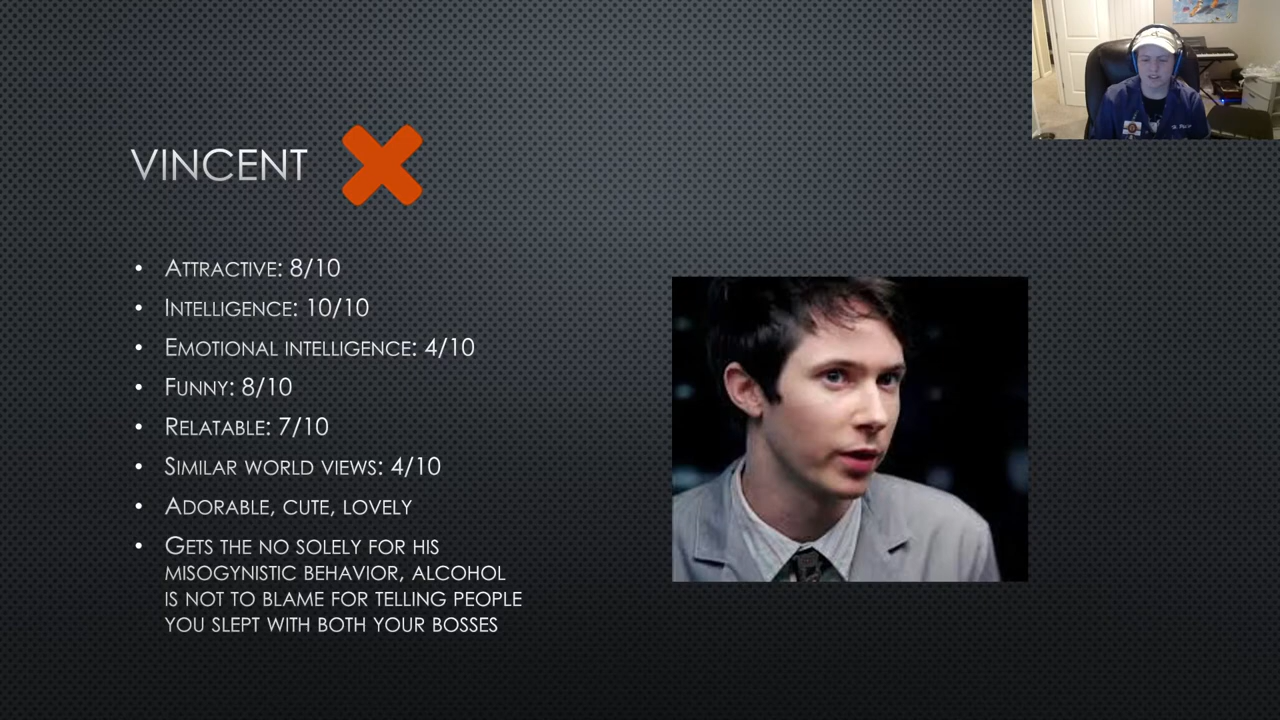 VINCENT
• ATTRACTIVE: 8/10
• INTELLIGENCE: 10/10
• EMOTIONAL INTELLIGENCE: 4/10
FUNNY: 8/10
• RELATABLE: 7/10
• SIMILAR WORLD VIEWS: 4/10
• ADORABLE, CUTE, LOVELY
• GETS THE NO SOLELY FOR HIS
MISOGYNISTIC BEHAVIOR, ALCOHOL
IS NOT TO BLAME FOR TELLING PEOPLE
YOU SLEPT WITH BOTH YOUR BOSSES